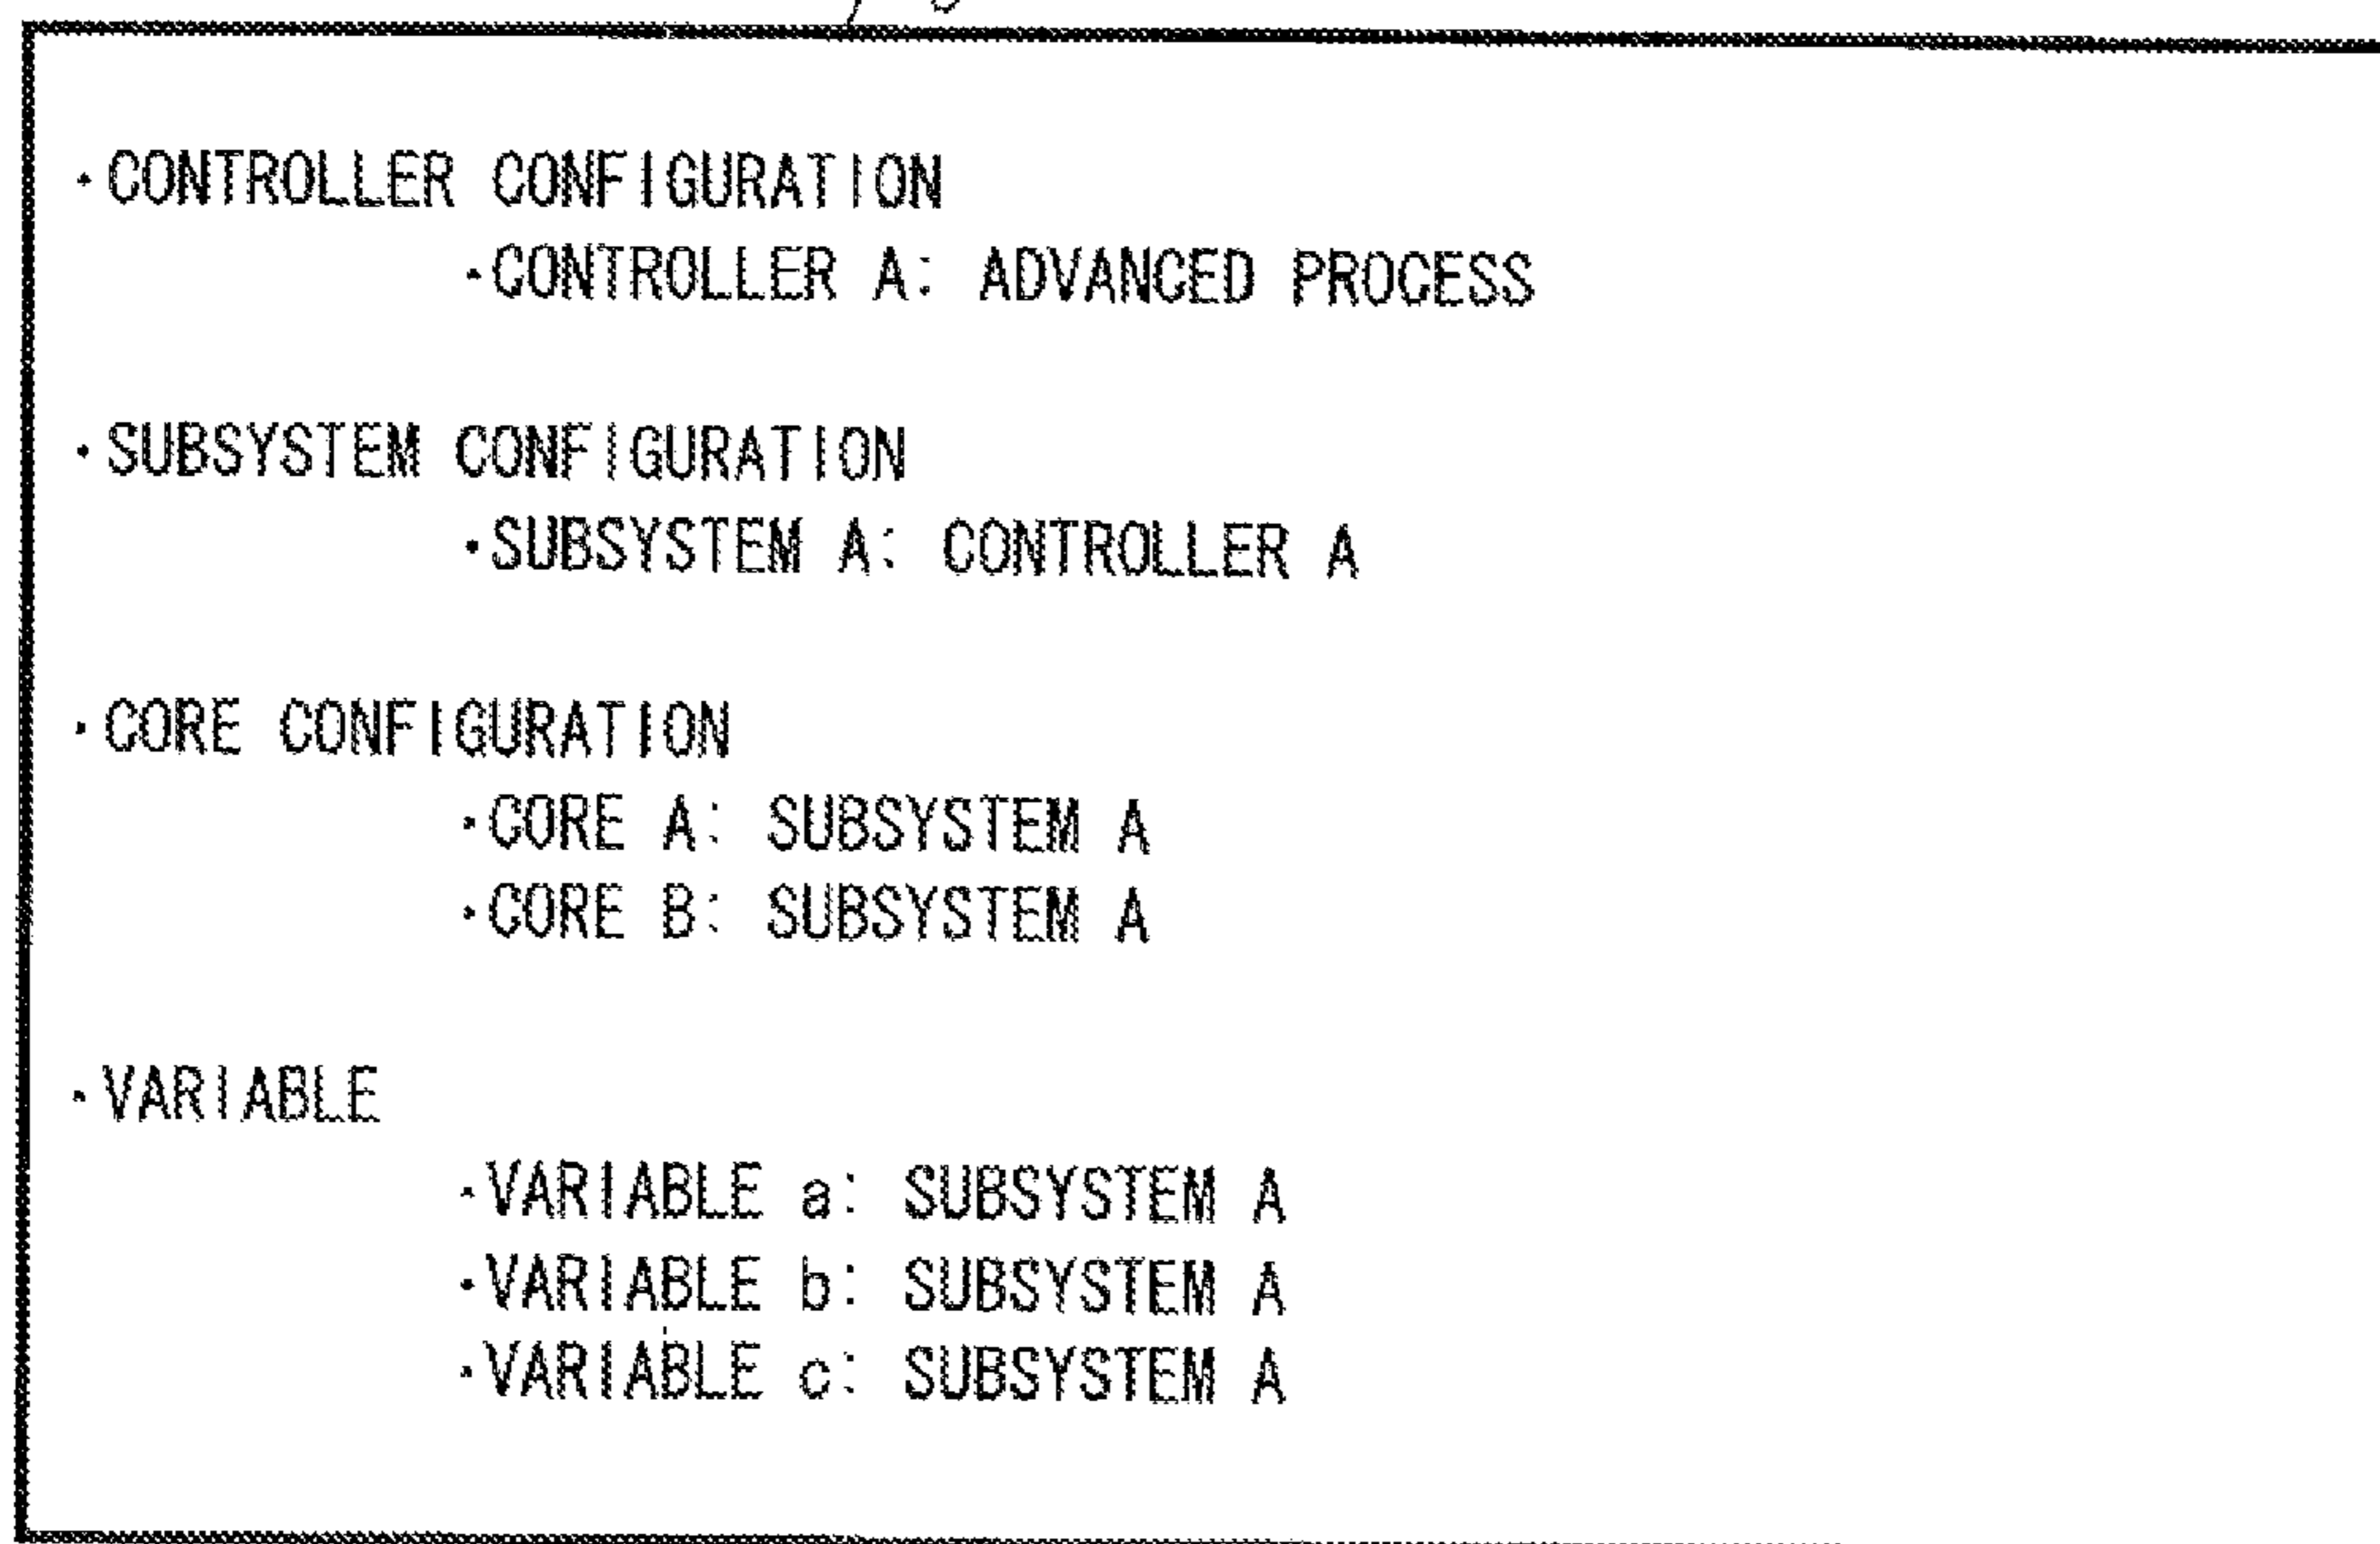 ·CONTROLLER CONFIGURATION
·CONTROLLER A: ADVANCED PROCESS
·SUBSYSTEM CONFIGURATION
·SUBSYSTEM A: CONTROLLER A
·CORE CONFIGURATION
·CORE A: SUBSYSTEM A
·CORE B: SUBSYSTEM A
·VARIABLE
·VARIABLE a: SUBSYSTEM A
·VARIABLE b: SUBSYSTEM A
·VARIABLE c: SUBSYSTEM A